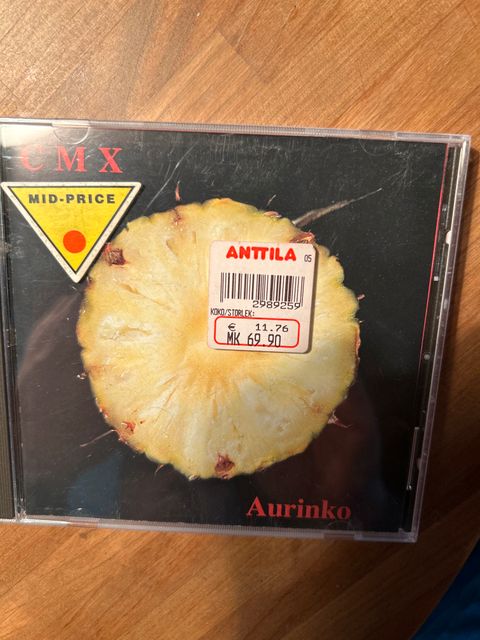 CMX
MID-PRICE
ANTTILA 05
2989259
KOKO/STORLEK:
€ 11.76
MK 69.90
Aurinko